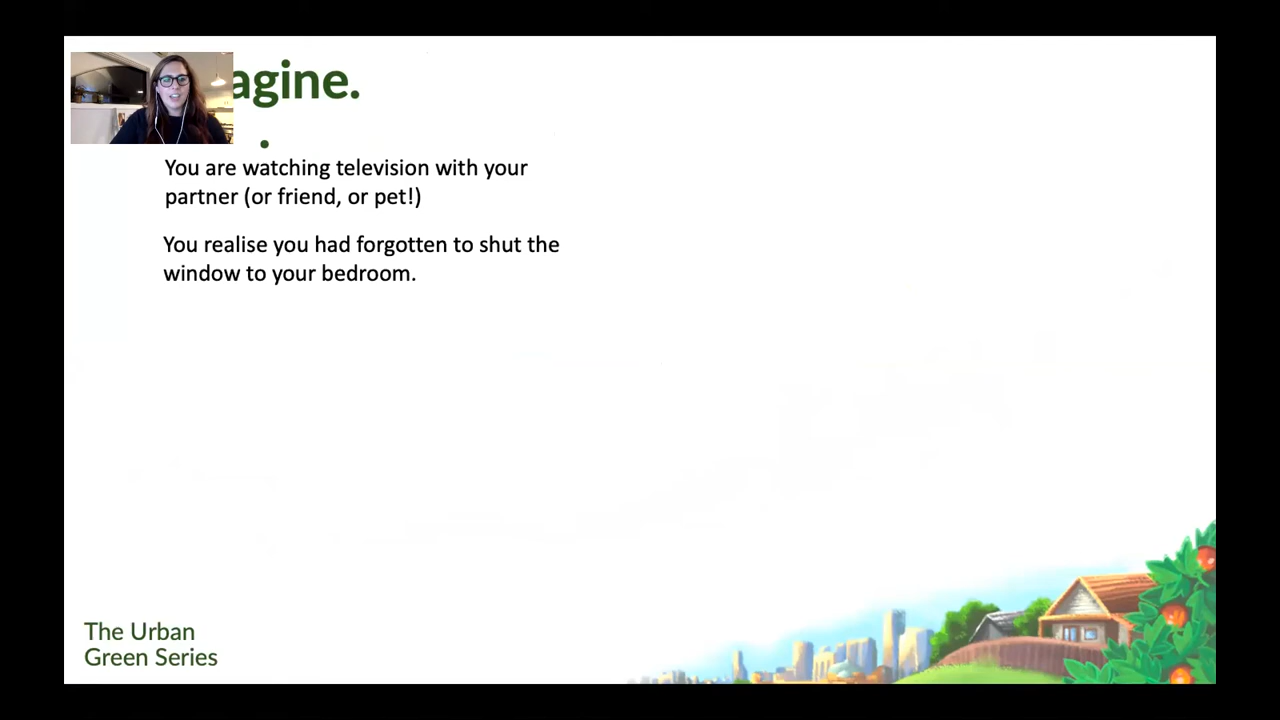 agine.
.
You are watching television with your
partner (or friend, or pet!)
You realise you had forgotten to shut the
window to your bedroom.
The Urban
Green Series